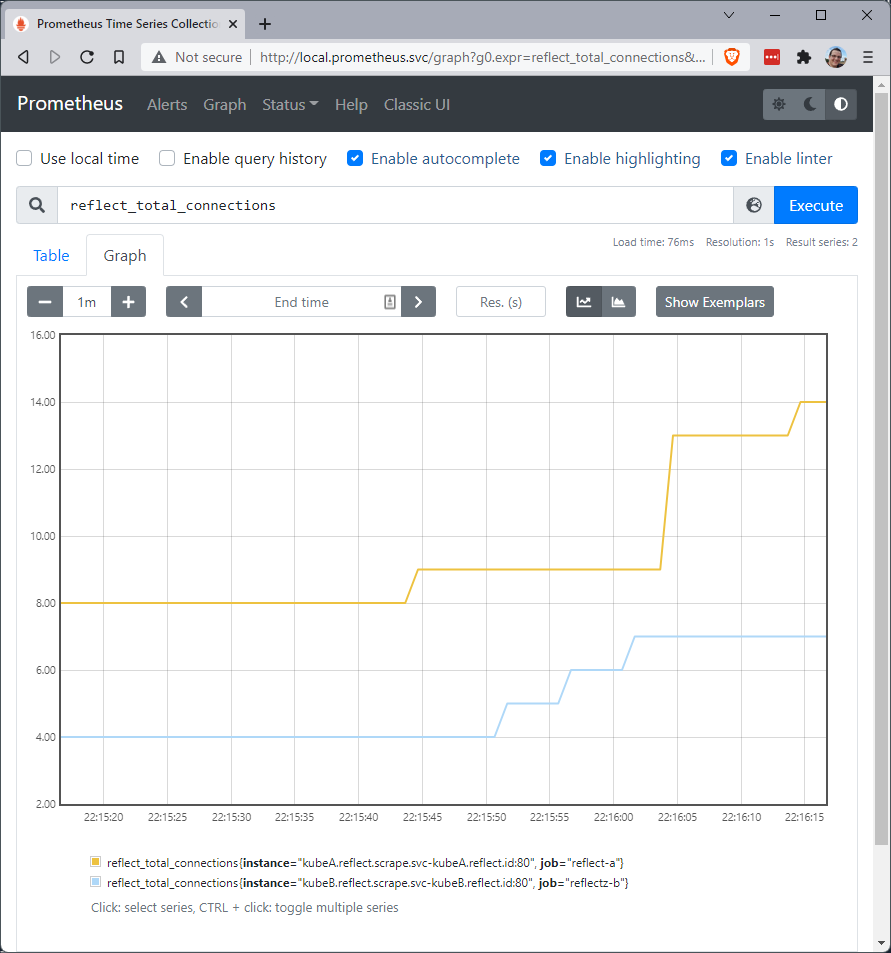 Prometheus Time Series Collectio
Not secure http://local.prometheus.svc/graph?g0.expr=reflect_total_connections&...
Prometheus Alerts Graph Status Help Classic UI
Use local time Enable query history Enable autocomplete Enable highlighting Enable linter
reflect_total_connections Execute
Load time: 76ms Resolution: 1s Result series: 2
Table Graph
1m End time Res. (s) Show Exemplars
16.00
14.00
12.00
10.00
8.00
6.00
4.00
2.00
22:15:20 22:15:25 22:15:30 22:15:35 22:15:40 22:15:45 22:15:50 22:15:55 22:16:00 22:16:05 22:16:10 22:16:15
reflect_total_connections{instance="kubeA.reflect.scrape.svc-kubeA.reflect.id:80", job="reflect-a"}
reflect_total_connections{instance="kubeB.reflect.scrape.svc-kubeB.reflect.id:80", job="reflectz-b"}
Click: select series, CTRL + click: toggle multiple series